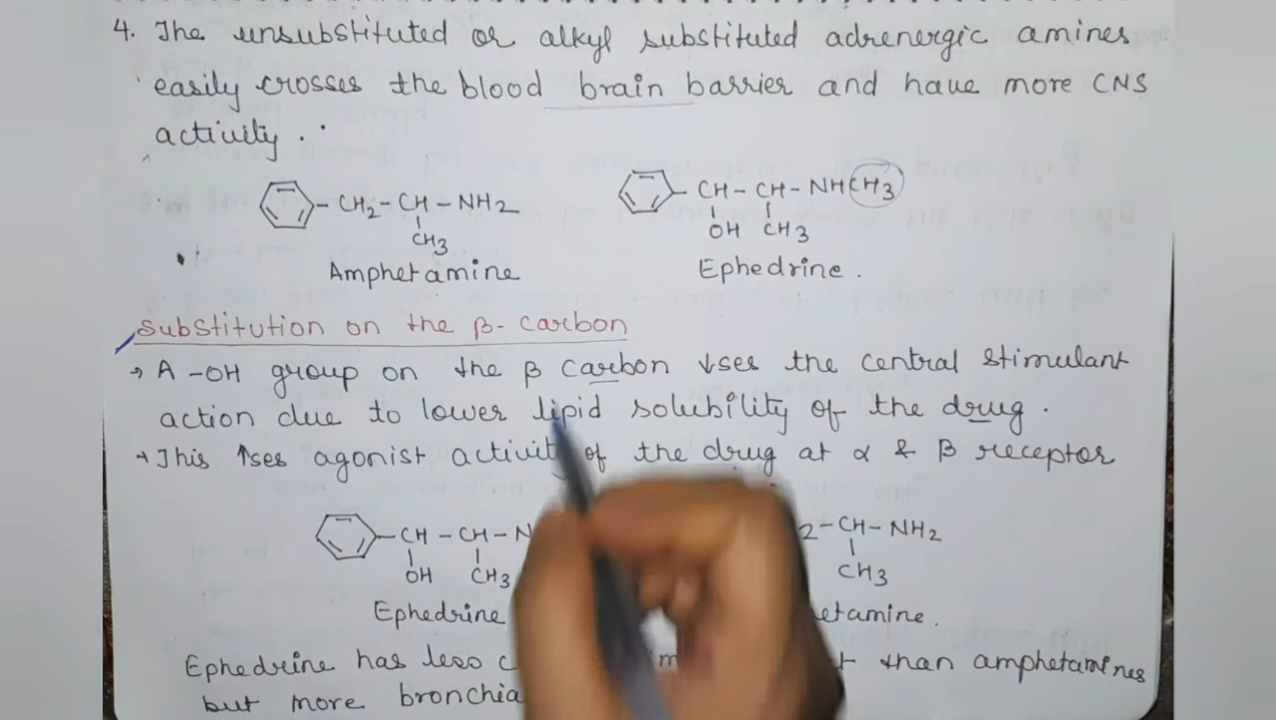 4. The unsubstituted or alkyl substituted adrenergic amines
easily crosses the blood brain barrier and have more CNS
activity.
CH2-CH-NH2
CH3
Amphetamine
CH-CH-NHCH3
OH CH3
Ephedrine.
Substitution on the β-carbon
→ A -OH group on the β carbon ↓ses the central stimulant
action due to lower lipid solubility of the drug.
→ This ↑ses agonist activity of the drug at α & β receptor
CH-CH-N
OH CH3
Ephedrine
2-CH-NH2
CH3
etamine.
Ephedrine has less than amphetamines
but more